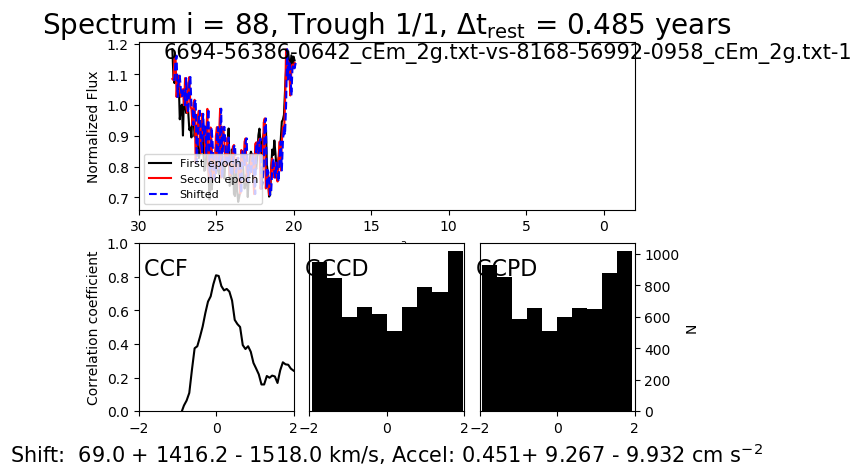 Spectrum i = 88, Trough 1/1, Δt_rest = 0.485 years
6694-56386-0642_cEm_2g.txt-vs-8168-56992-0958_cEm_2g.txt-1
Normalized Flux
1.2
1.1
1.0
0.9
0.8
0.7
First epoch
Second epoch
Shifted
30 25 20 15 10 5 0
Correlation coefficient
1.0
0.8
0.6
0.4
0.2
0.0
CCF
CCCD
CCPD
1000
800
600
400
200
0
N
−2 0 2 −2 0 2 −2 0 2
Shift: 69.0 + 1416.2 - 1518.0 km/s, Accel: 0.451+ 9.267 - 9.932 cm s⁻²